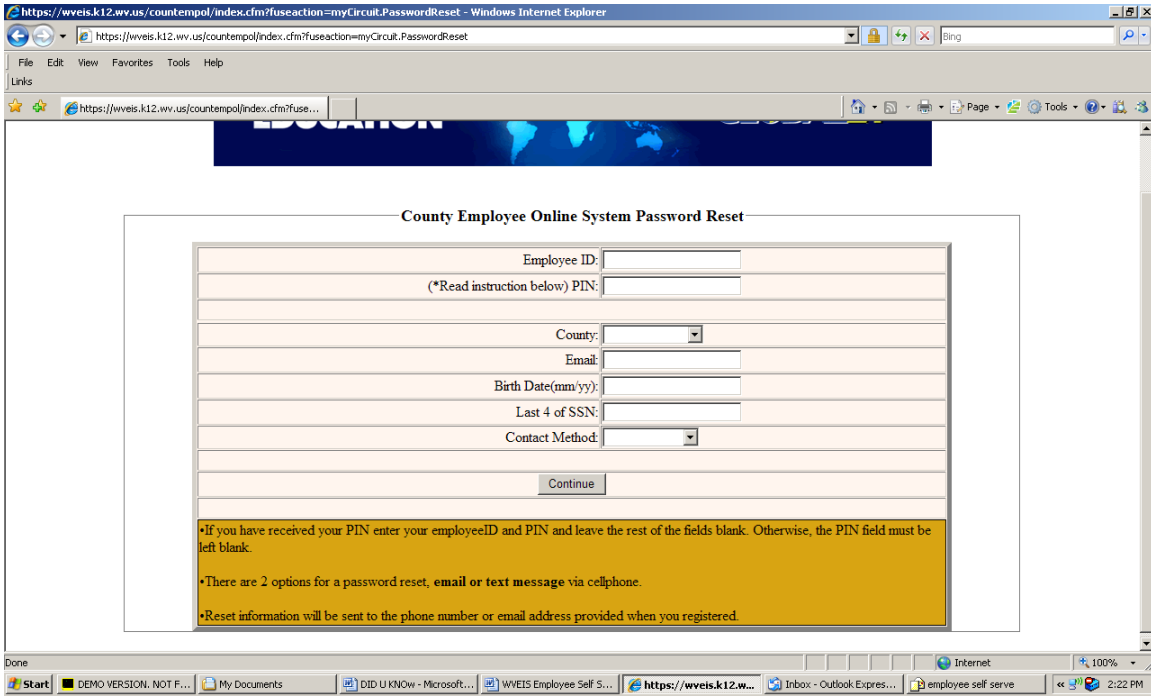 https://wveis.k12.wv.us/countempol/index.cfm?fuseaction=myCircuit.PasswordReset - Windows Internet Explorer
https://wveis.k12.wv.us/countempol/index.cfm?fuseaction=myCircuit.PasswordReset Bing
File Edit View Favorites Tools Help
Links
https://wveis.k12.wv.us/countempol/index.cfm?fuse... Page Tools
EDUCATION GLOBAL21
County Employee Online System Password Reset
Employee ID:
(*Read instruction below) PIN:
County:
Email:
Birth Date(mm/yy):
Last 4 of SSN:
Contact Method:
Continue
•If you have received your PIN enter your employeeID and PIN and leave the rest of the fields blank. Otherwise, the PIN field must be
left blank.
•There are 2 options for a password reset, email or text message via cellphone.
•Reset information will be sent to the phone number or email address provided when you registered.
Done Internet 100%
Start DEMO VERSION. NOT F... My Documents DID U KNOw - Microsoft... WVEIS Employee Self S... https://wveis.k12.w... Inbox - Outlook Expres... employee self serve « 2:22 PM